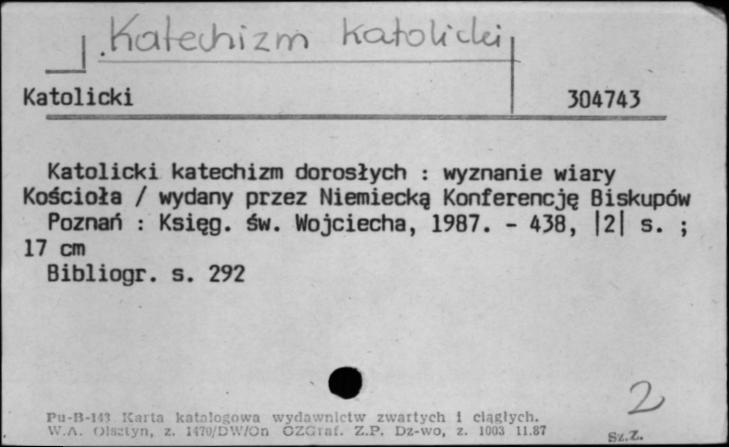 Katechizm katolicki
Katolicki 304743
Katolicki katechizm dorosłych : wyznanie wiary
Kościoła / wydany przez Niemiecką Konferencję Biskupów
Poznań : Księg. św. Wojciecha, 1987. - 438, |2| s. ;
17 cm
Bibliogr. s. 292
2
Pu-B-143 Karta katalogowa wydawnictw zwartych i ciągłych.
W.A. Olsztyn, z. 1470/DW/On OZGraf. Z.P. Dz-wo, z. 1003 11.87
Sz.Z.